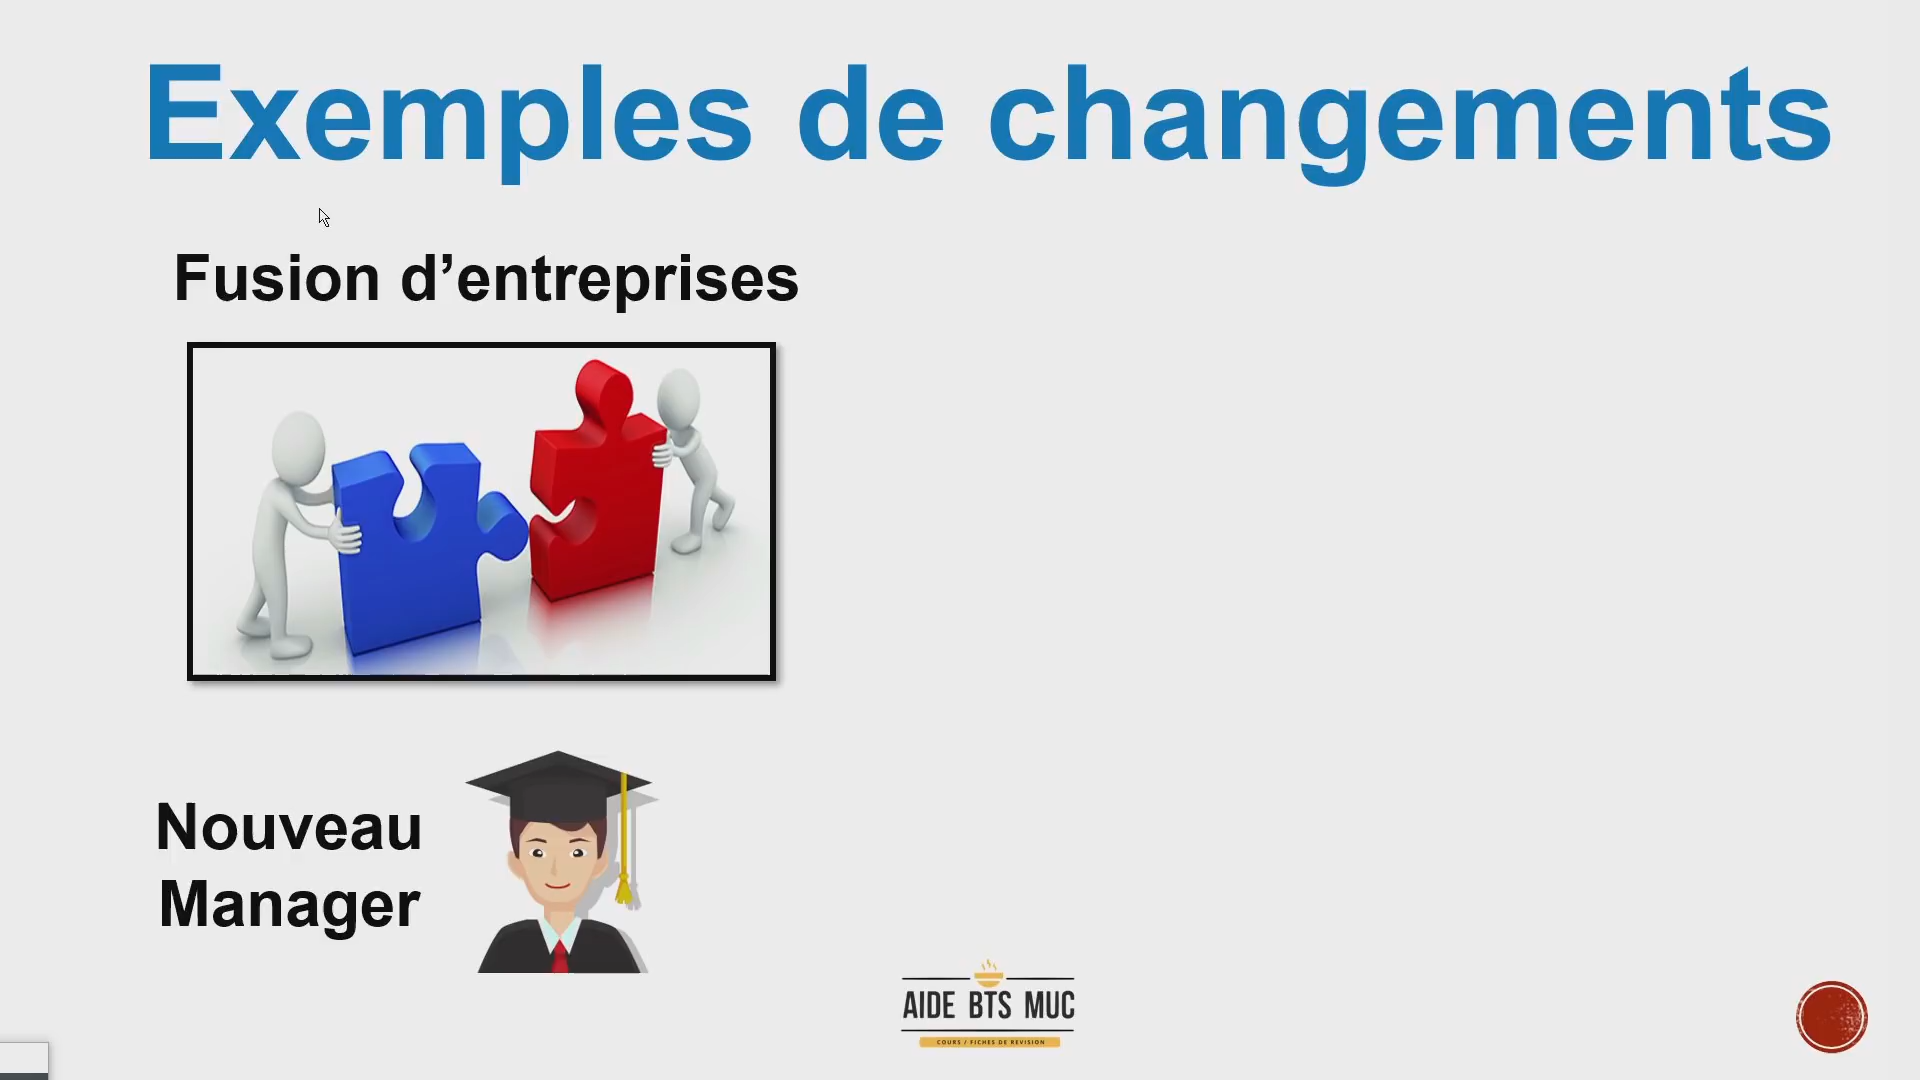 Exemples de changements
Fusion d’entreprises
Nouveau
Manager
AIDE BTS MUC
COURS / FICHES DE REVISION